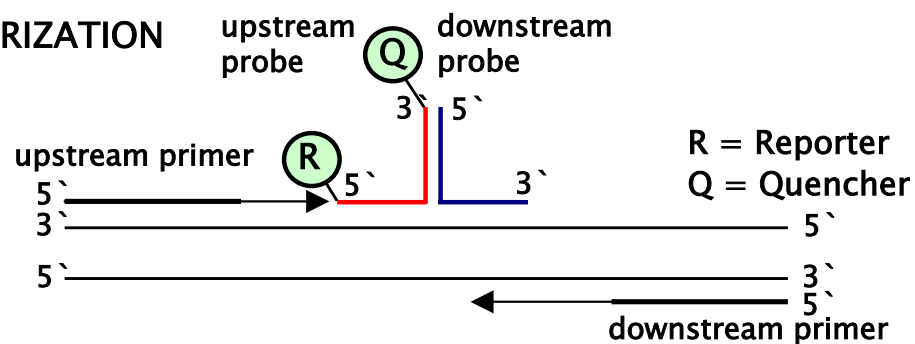 RIZATION
upstream
probe
Q
downstream
probe
3`
5`
upstream primer
R
5`
3`
R = Reporter
Q = Quencher
5`
3`
5`
5`
3`
5`
downstream primer